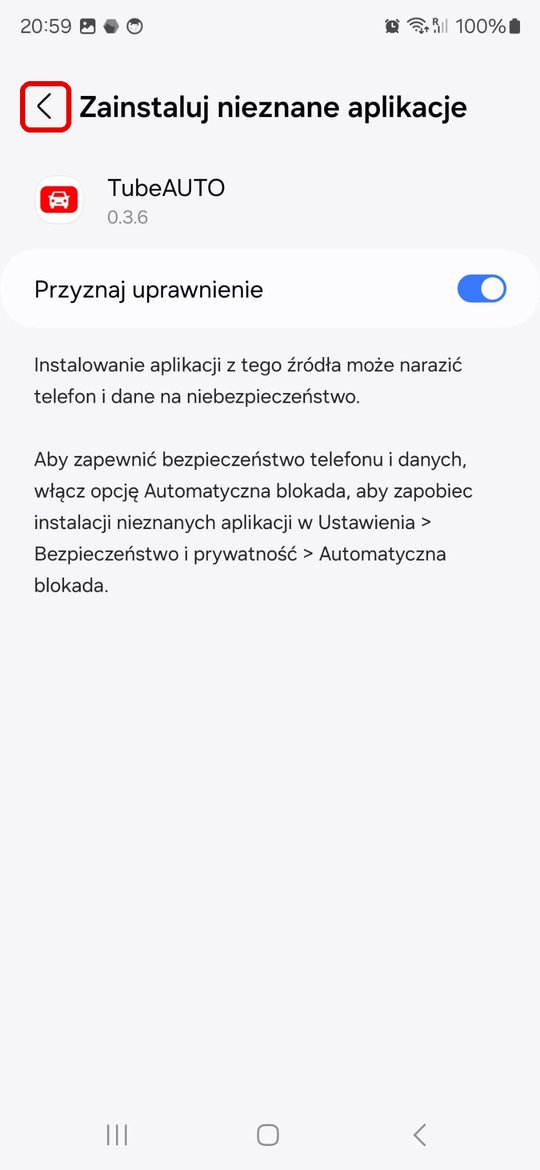 20:59 100%
Zainstaluj nieznane aplikacje
TubeAUTO
0.3.6
Przyznaj uprawnienie
Instalowanie aplikacji z tego źródła może narazić
telefon i dane na niebezpieczeństwo.
Aby zapewnić bezpieczeństwo telefonu i danych,
włącz opcję Automatyczna blokada, aby zapobiec
instalacji nieznanych aplikacji w Ustawienia >
Bezpieczeństwo i prywatność > Automatyczna
blokada.